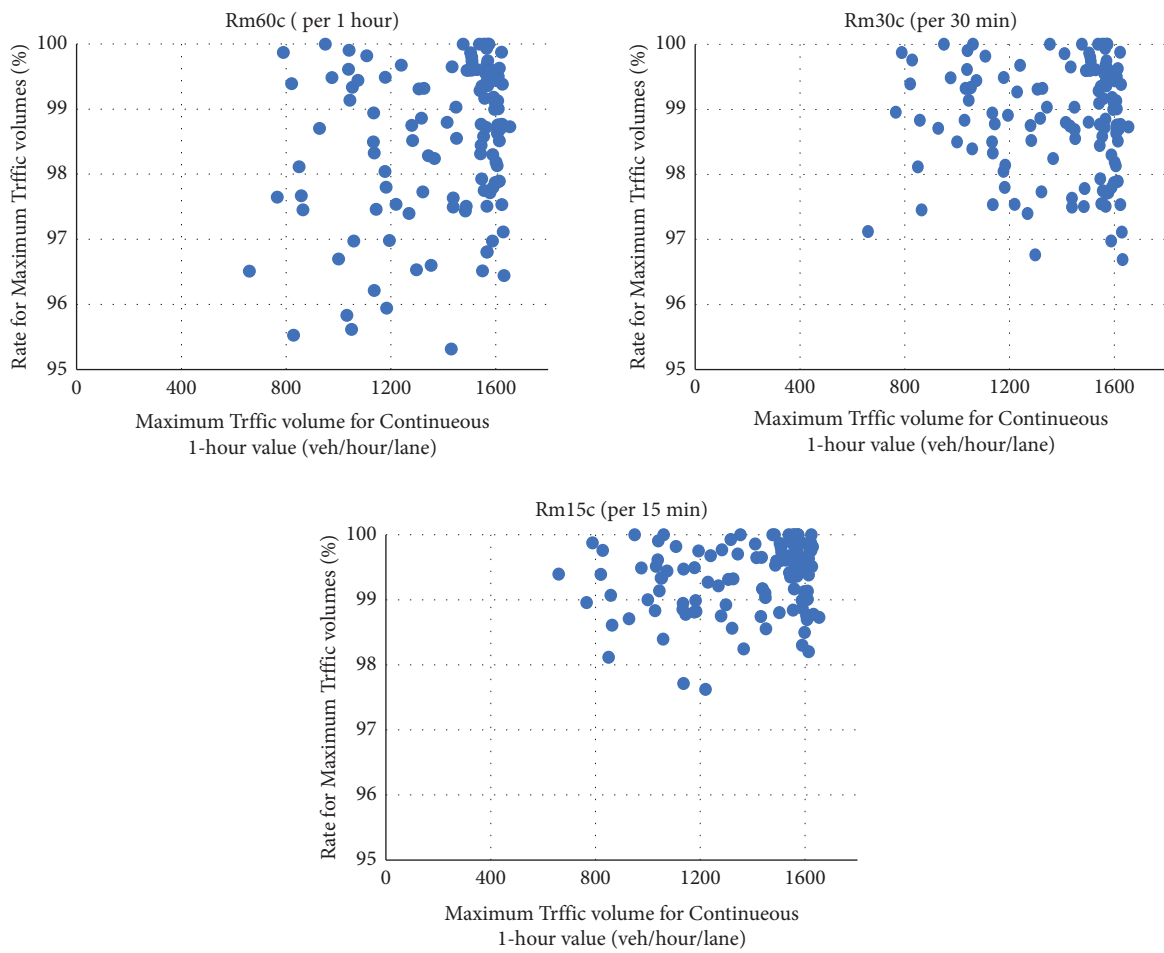 Rm60c ( per 1 hour)
Rate for Maximum Trffic volumes (%)
100
99
98
97
96
95
0 400 800 1200 1600
Maximum Trffic volume for Continueous
1-hour value (veh/hour/lane)
Rm30c (per 30 min)
Rate for Maximum Trffic volumes (%)
100
99
98
97
96
95
0 400 800 1200 1600
Maximum Trffic volume for Continueous
1-hour value (veh/hour/lane)
Rm15c (per 15 min)
Rate for Maximum Trffic volumes (%)
100
99
98
97
96
95
0 400 800 1200 1600
Maximum Trffic volume for Continueous
1-hour value (veh/hour/lane)